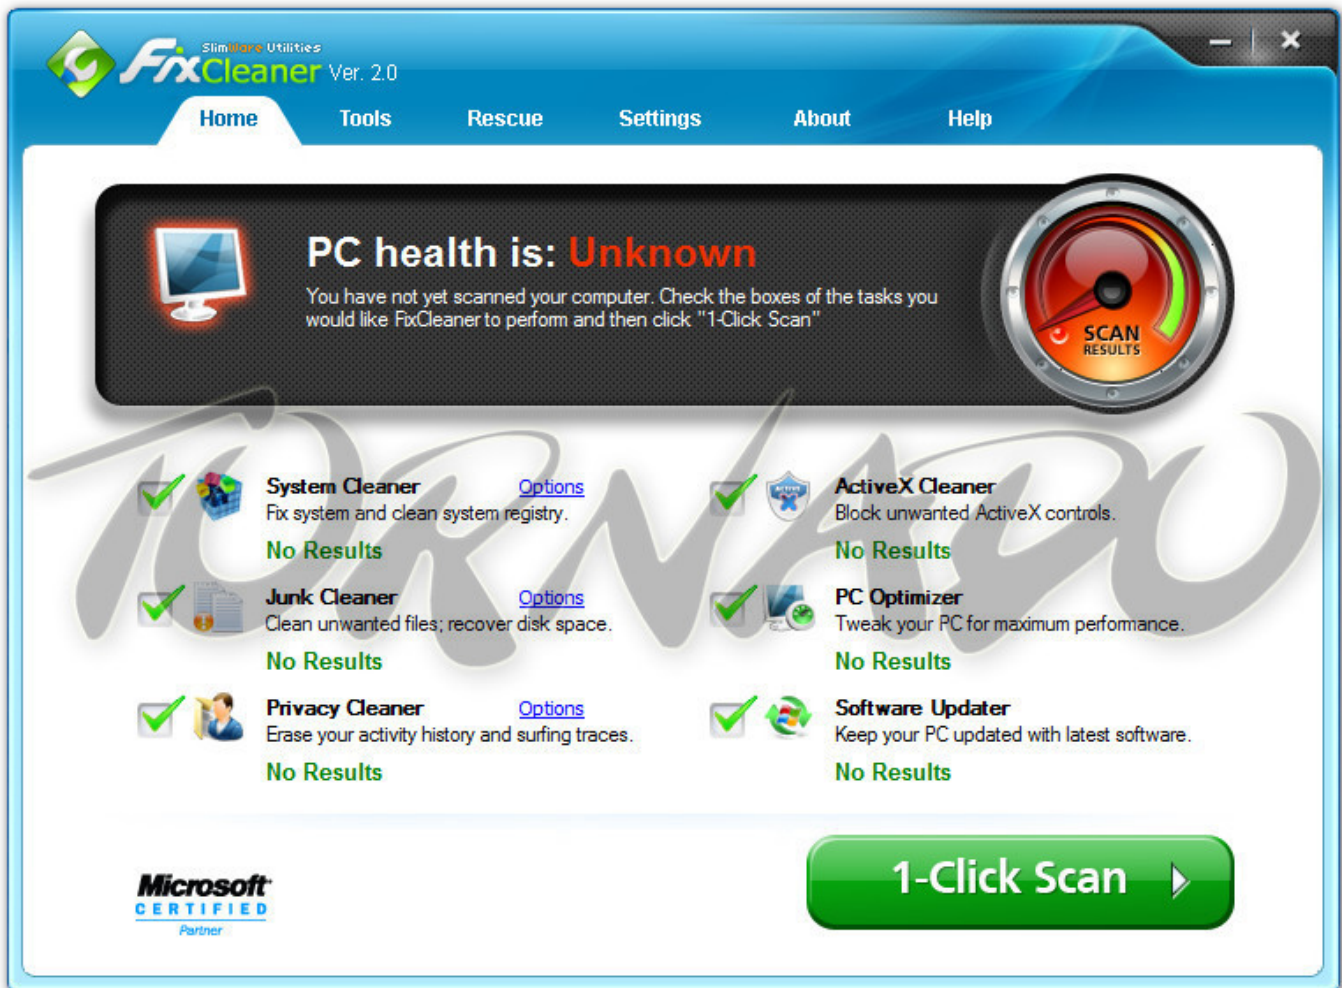 SlimWare Utilities
FixCleaner Ver. 2.0
Home Tools Rescue Settings About Help
PC health is: Unknown
You have not yet scanned your computer. Check the boxes of the tasks you
would like FixCleaner to perform and then click "1-Click Scan"
SCAN
RESULTS
TORNADO
System Cleaner Options
Fix system and clean system registry.
No Results
ACTIVE
X
ActiveX Cleaner
Block unwanted ActiveX controls.
No Results
Junk Cleaner Options
Clean unwanted files; recover disk space.
No Results
PC Optimizer
Tweak your PC for maximum performance.
No Results
Privacy Cleaner Options
Erase your activity history and surfing traces.
No Results
Software Updater
Keep your PC updated with latest software.
No Results
Microsoft
CERTIFIED
Partner
1-Click Scan